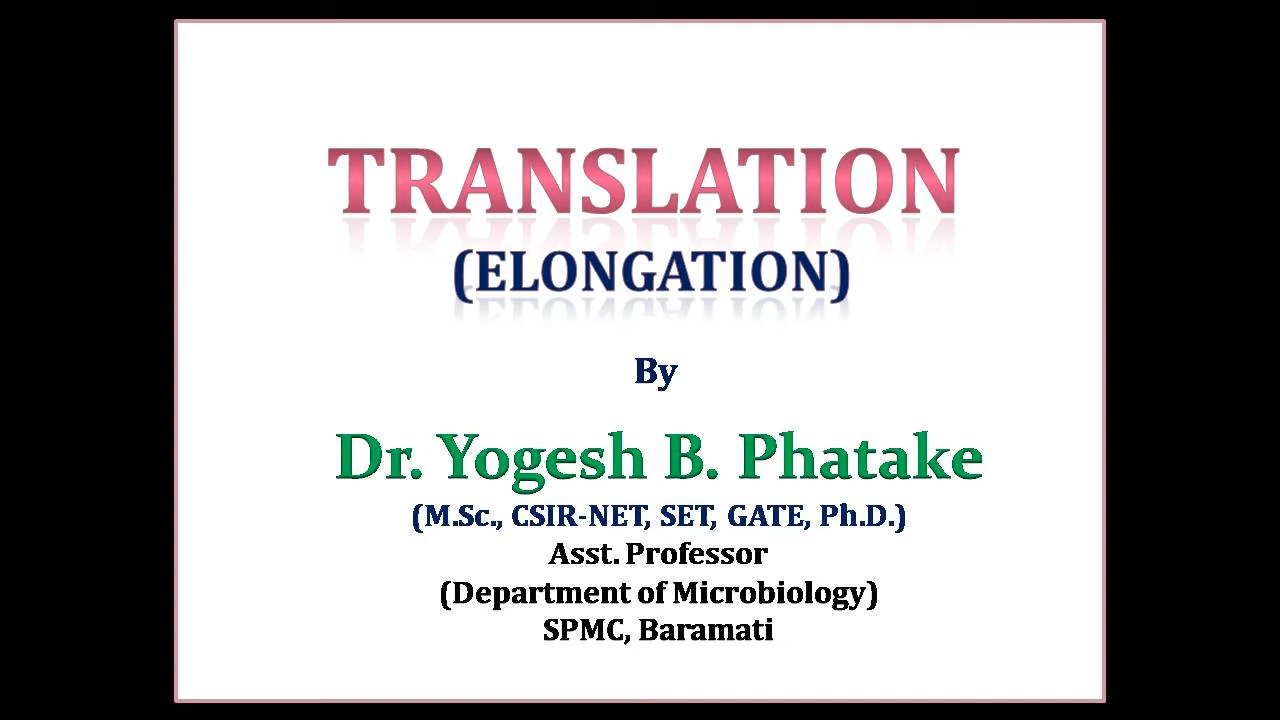 TRANSLATION
(ELONGATION)
By
Dr. Yogesh B. Phatake
(M.Sc., CSIR-NET, SET, GATE, Ph.D.)
Asst. Professor
(Department of Microbiology)
SPMC, Baramati